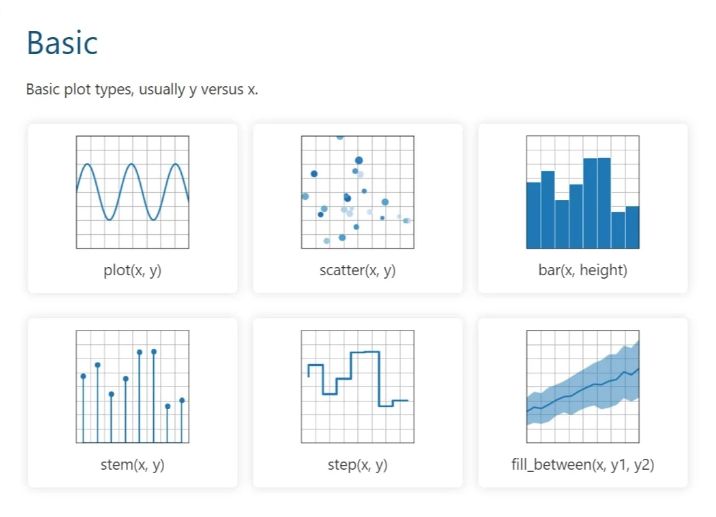 Basic
Basic plot types, usually y versus x.
plot(x, y)
scatter(x, y)
bar(x, height)
stem(x, y)
step(x, y)
fill_between(x, y1, y2)